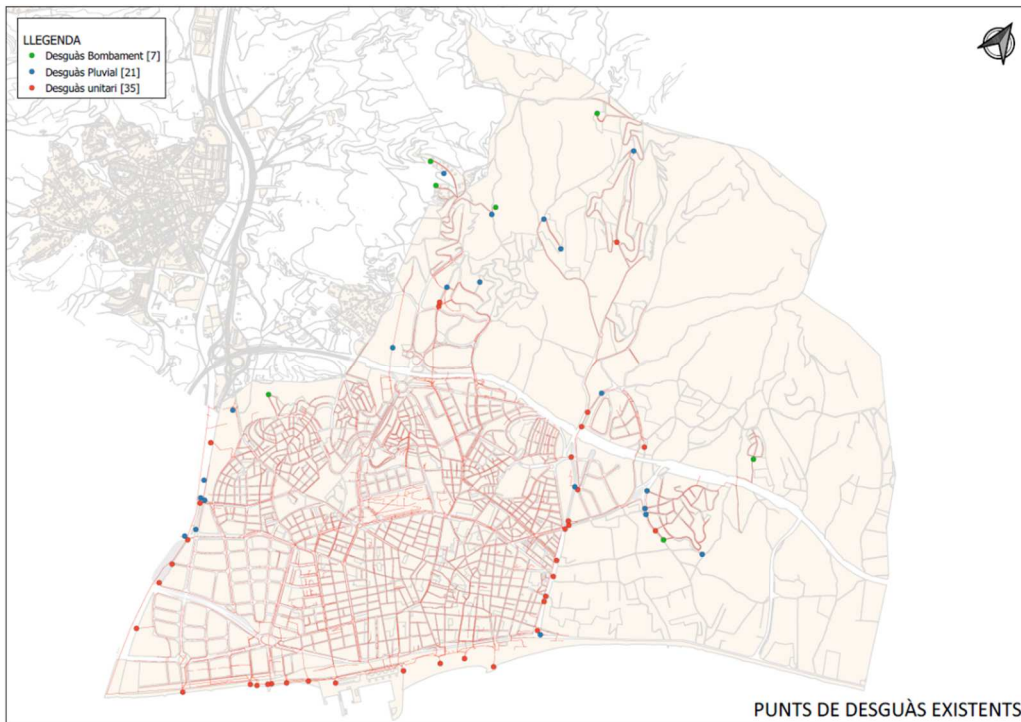 LLEGENDA
Desguàs Bombament [7]
Desguàs Pluvial [21]
Desguàs unitari [35]
PUNTS DE DESGUÀS EXISTENTS